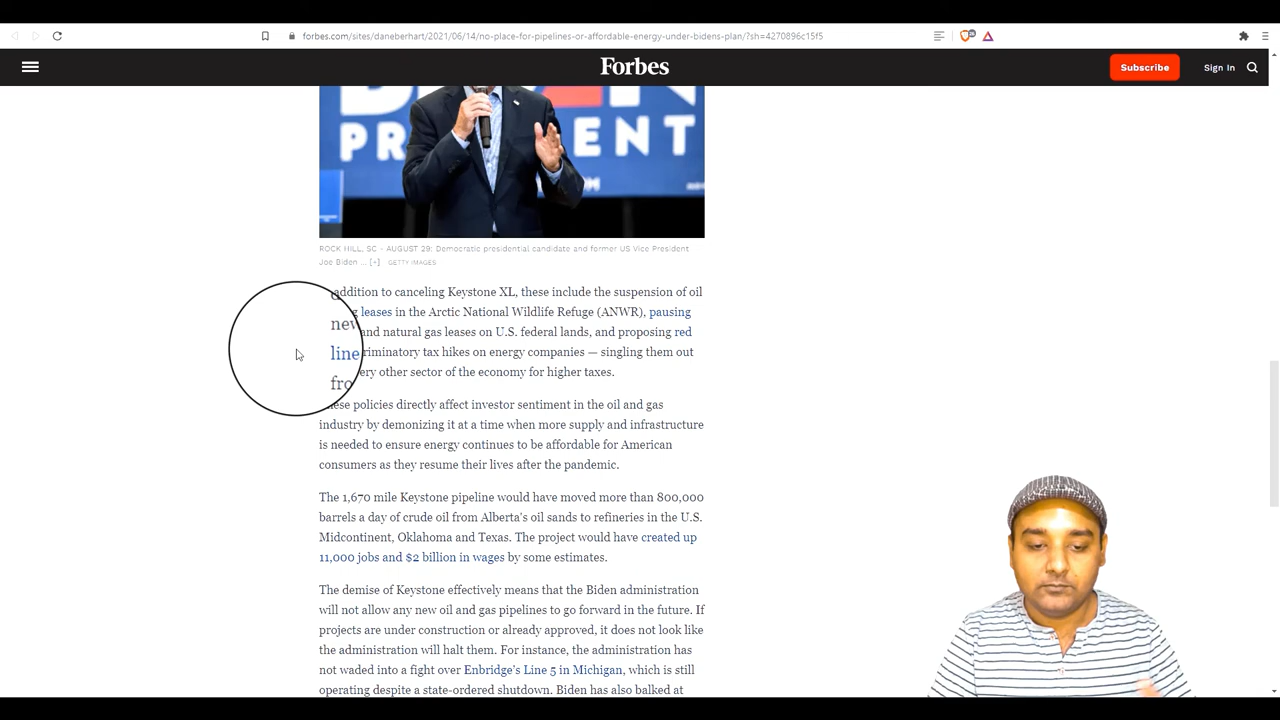 forbes.com/sites/daneberhart/2021/06/14/no-place-for-pipelines-or-affordable-energy-under-bidens-plan/?sh=4270896c15f5
Forbes
Subscribe
Sign In
PR
IDENT
ROCK HILL, SC - AUGUST 29: Democratic presidential candidate and former US Vice President
Joe Biden ... [+] GETTY IMAGES
addition to canceling Keystone XL, these include the suspension of oil
leases in the Arctic National Wildlife Refuge (ANWR), pausing
and natural gas leases on U.S. federal lands, and proposing red
line
riminatory tax hikes on energy companies — singling them out
ery other sector of the economy for higher taxes.
these policies directly affect investor sentiment in the oil and gas
industry by demonizing it at a time when more supply and infrastructure
is needed to ensure energy continues to be affordable for American
consumers as they resume their lives after the pandemic.
The 1,670 mile Keystone pipeline would have moved more than 800,000
barrels a day of crude oil from Alberta's oil sands to refineries in the U.S.
Midcontinent, Oklahoma and Texas. The project would have created up
11,000 jobs and $2 billion in wages by some estimates.
The demise of Keystone effectively means that the Biden administration
will not allow any new oil and gas pipelines to go forward in the future. If
projects are under construction or already approved, it does not look like
the administration will halt them. For instance, the administration has
not waded into a fight over Enbridge's Line 5 in Michigan, which is still
operating despite a state-ordered shutdown. Biden has also balked at